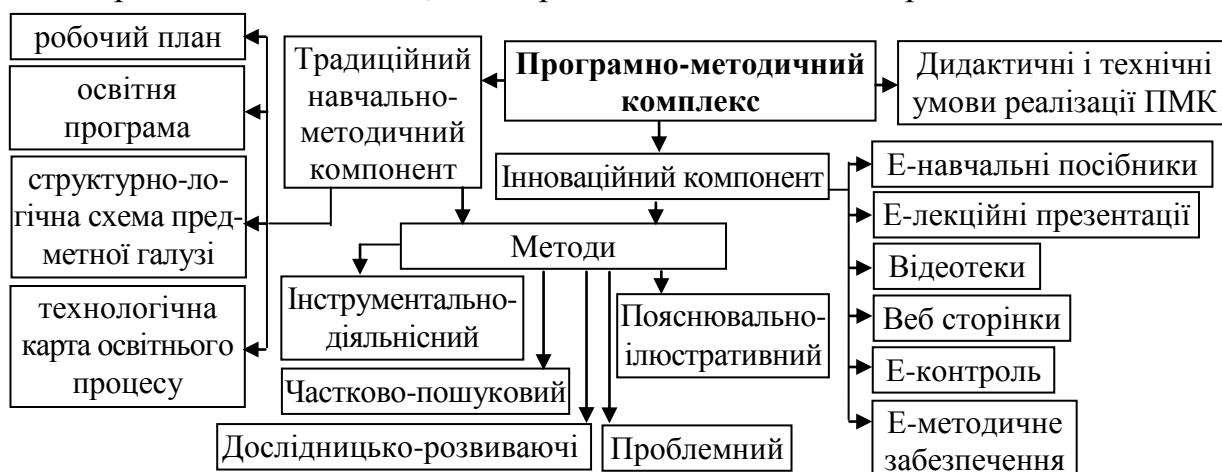 робочий план
освітня
програма
структурно-ло-
гічна схема пред-
метної галузі
технологічна
карта освітнього
процесу
Традиційний
навчально-
методичний
компонент
Програмно-методичний
комплекс
Дидактичні і технічні
умови реалізації ПМК
Інноваційний компонент
Методи
Інструментально-
діяльнісний
Частково-пошуковий
Дослідницько-розвиваючі
Проблемний
Пояснювально-
ілюстративний
Е-навчальні посібники
Е-лекційні презентації
Відеотеки
Веб сторінки
Е-контроль
Е-методичне
забезпечення